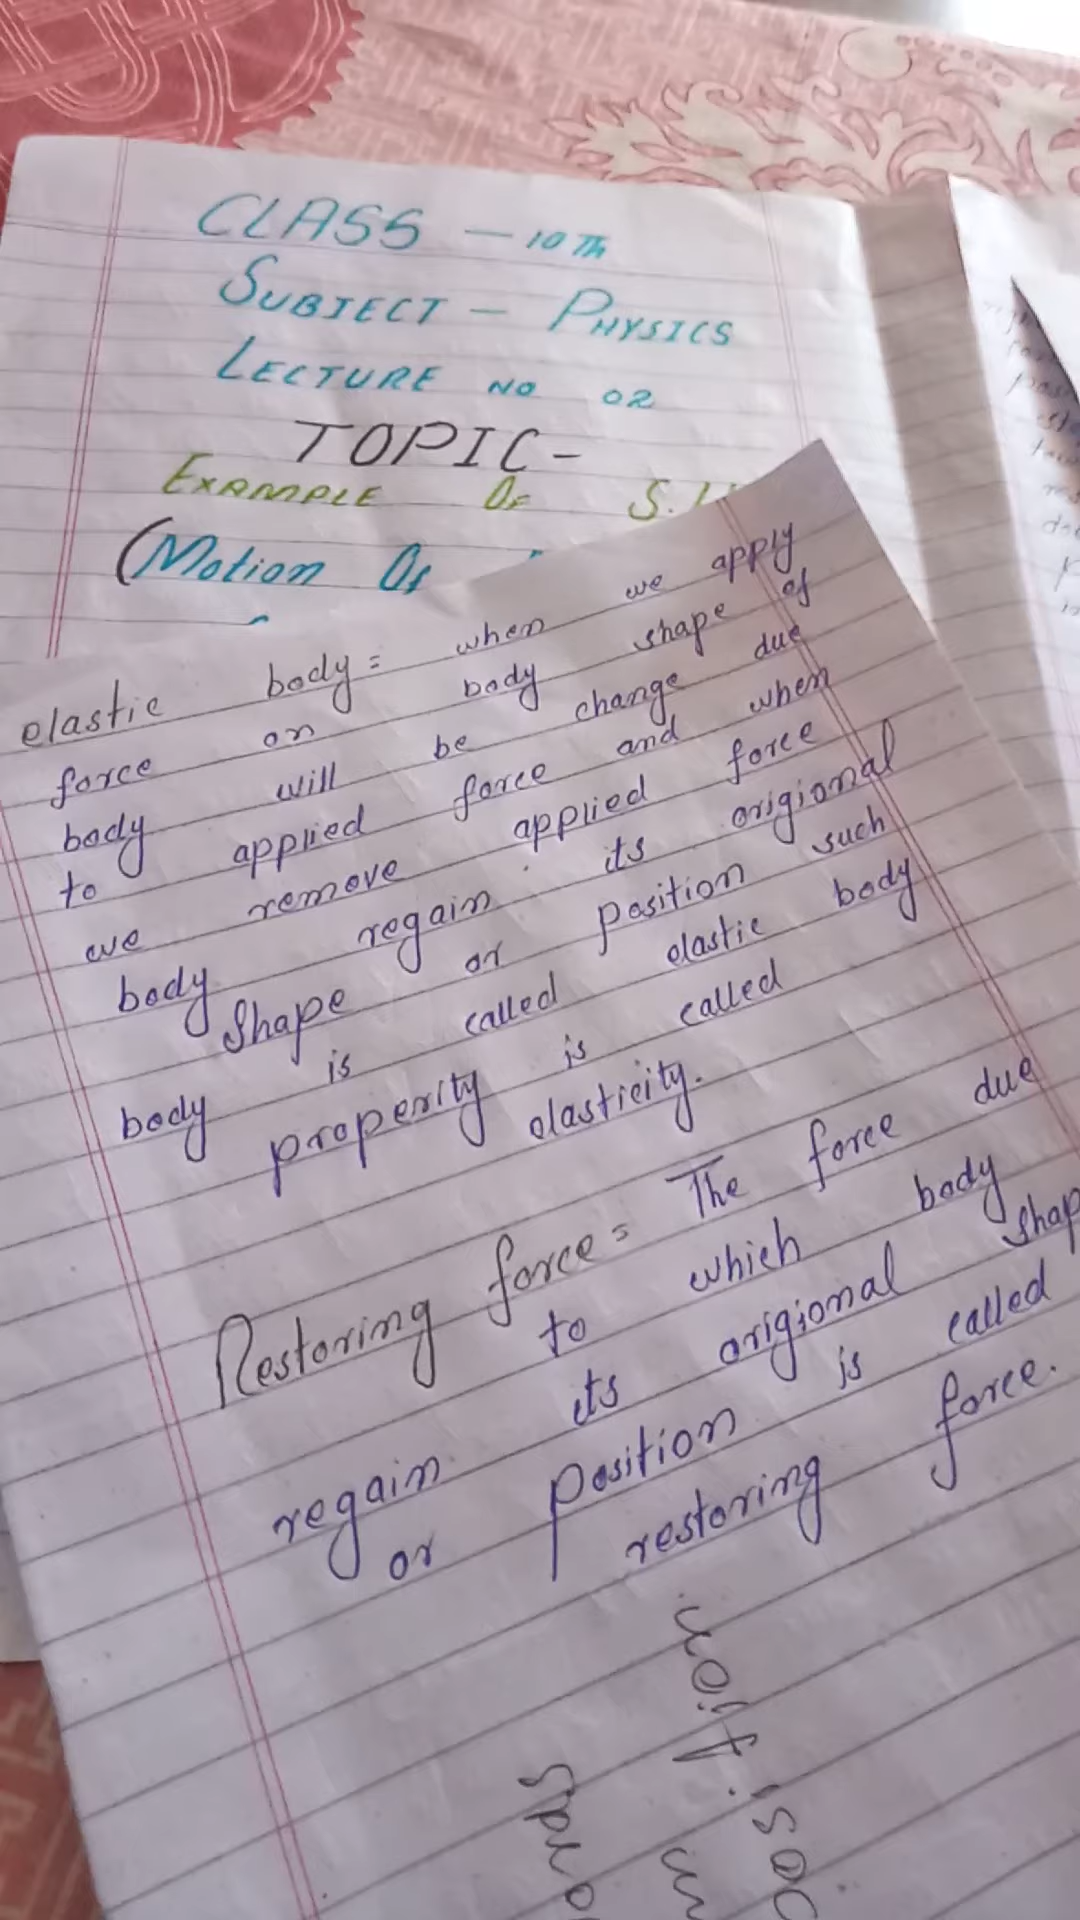 CLASS - 10Th
SUBJECT - PHYSICS
LECTURE NO 02
TOPIC-
EXAMPLE OF S.
(Motion Of
elastic body= when we apply
force on body shape of
body will be change due
to applied force and when
we remove applied force
body regain its origional
Shape or position such
body is called elastic body
properity is called
elasticity.
Restoring force= The force due
to which body
regain its origional shap
or position is called
restoring force.